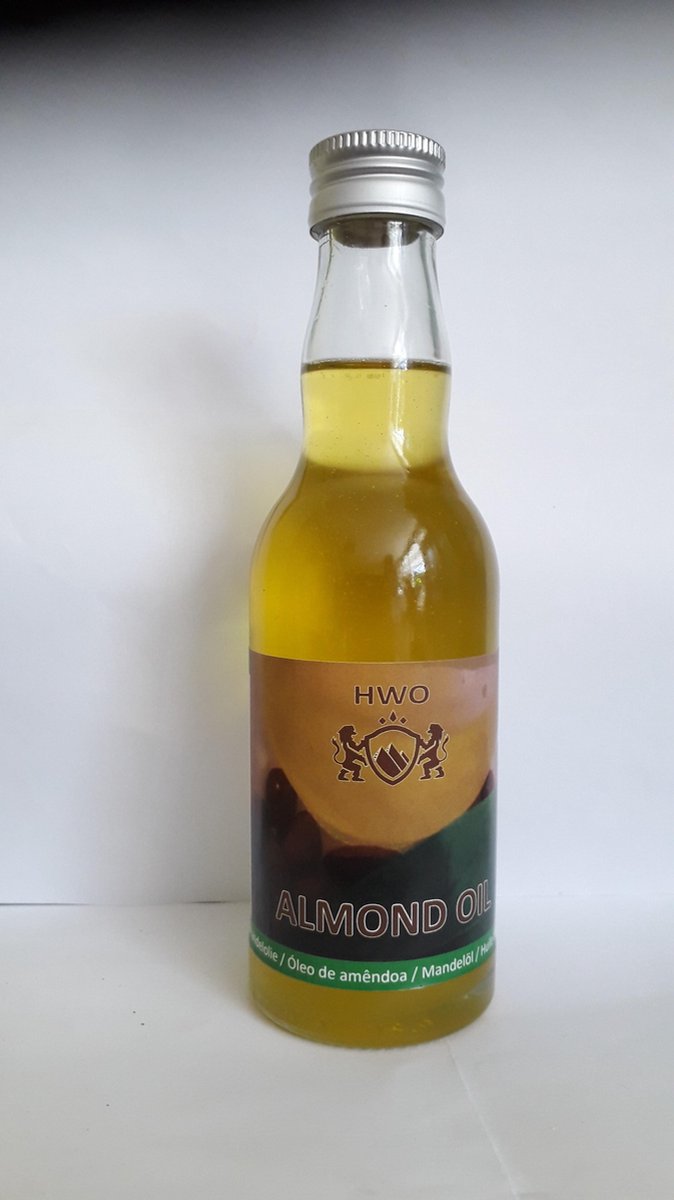 HWO
ALMOND OIL
/ Óleo de amêndoa / Mandelöl /